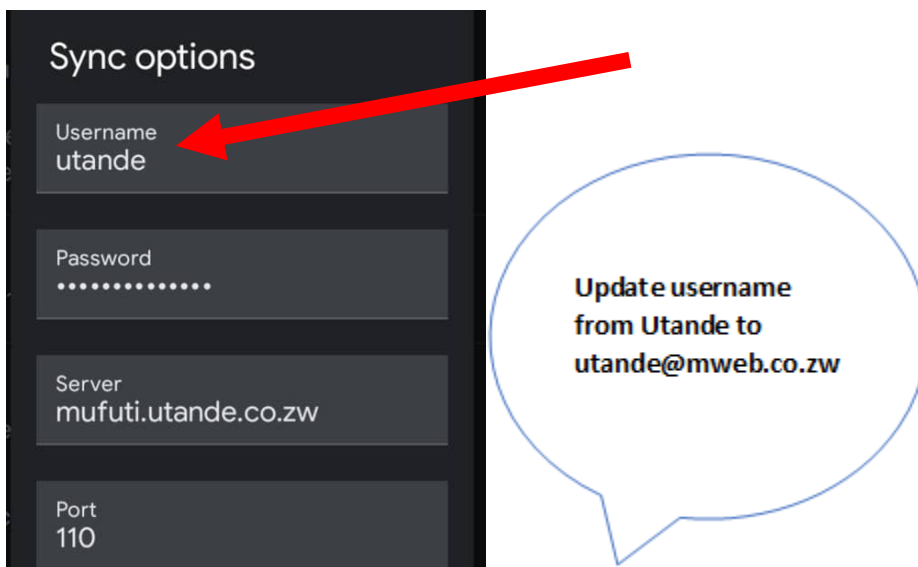 Sync options
Username
utande
Password
••••••••••••••
Server
mufuti.utande.co.zw
Port
110
Update username
from Utande to
utande@mweb.co.zw